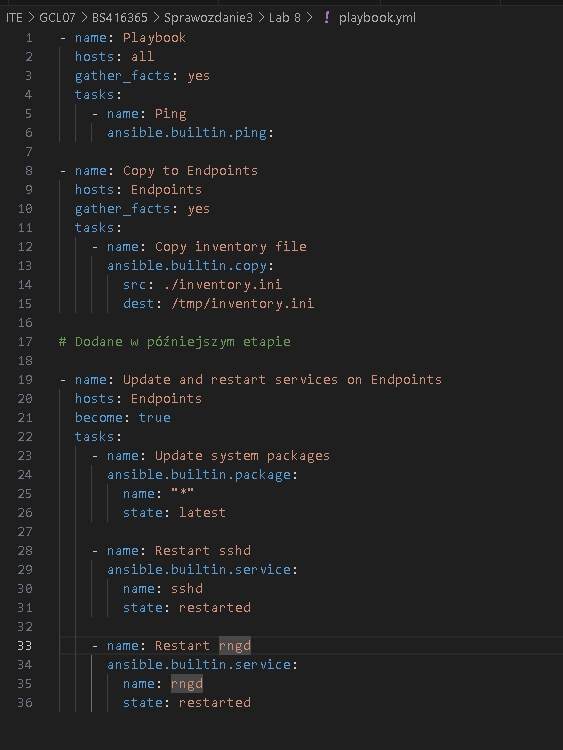 ITE > GCL07 > BS416365 > Sprawozdanie3 > Lab 8 > ! playbook.yml
1 - name: Playbook
2 hosts: all
3 gather_facts: yes
4 tasks:
5 - name: Ping
6 ansible.builtin.ping:
7
8 - name: Copy to Endpoints
9 hosts: Endpoints
10 gather_facts: yes
11 tasks:
12 - name: Copy inventory file
13 ansible.builtin.copy:
14 src: ./inventory.ini
15 dest: /tmp/inventory.ini
16
17 # Dodane w późniejszym etapie
18
19 - name: Update and restart services on Endpoints
20 hosts: Endpoints
21 become: true
22 tasks:
23 - name: Update system packages
24 ansible.builtin.package:
25 name: "*"
26 state: latest
27
28 - name: Restart sshd
29 ansible.builtin.service:
30 name: sshd
31 state: restarted
32
33 - name: Restart rngd
34 ansible.builtin.service:
35 name: rngd
36 state: restarted